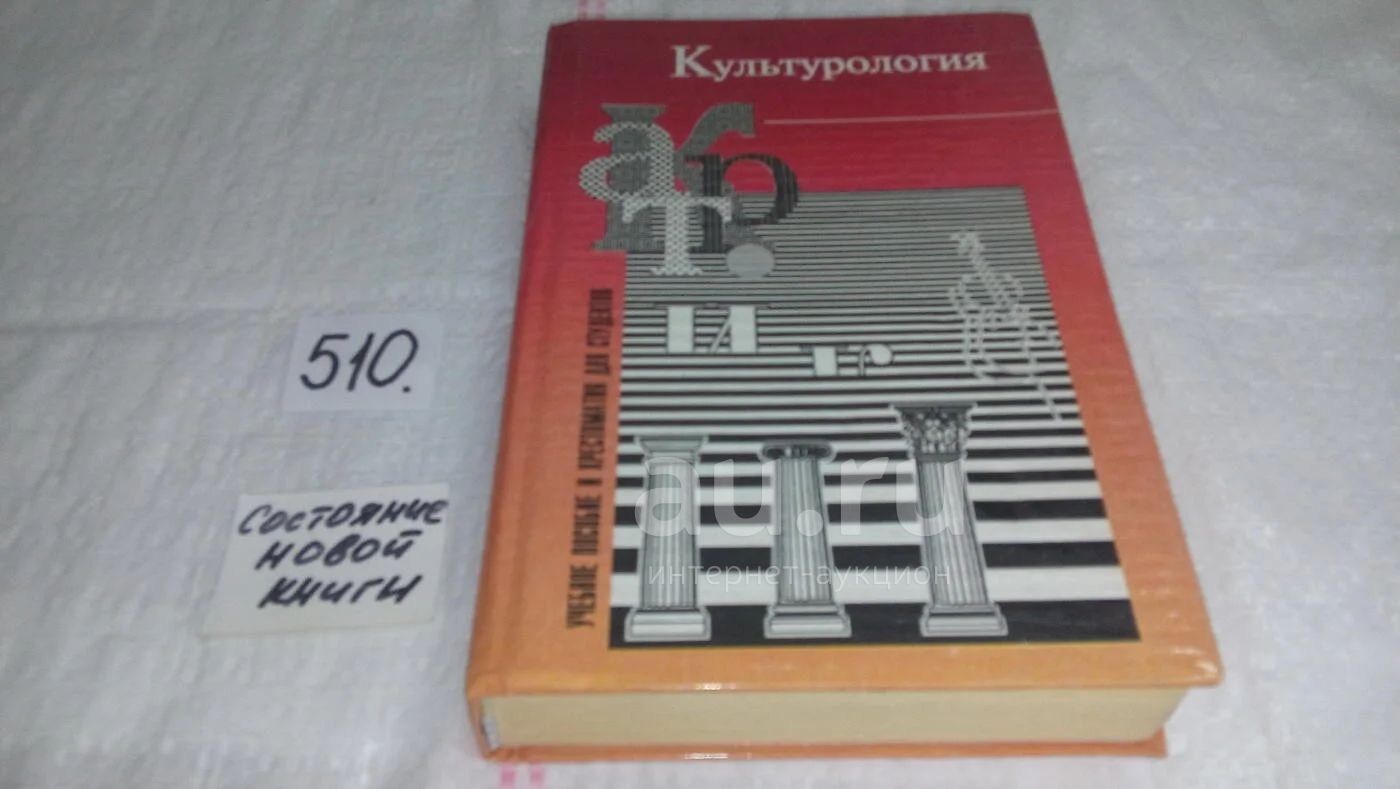 Культурология
УЧЕБНОЕ ПОСОБИЕ И ХРЕСТОМАТИЯ ДЛЯ СТУДЕНТОВ
510.
Состояние
новой
книги
au.ru
интернет-аукцион